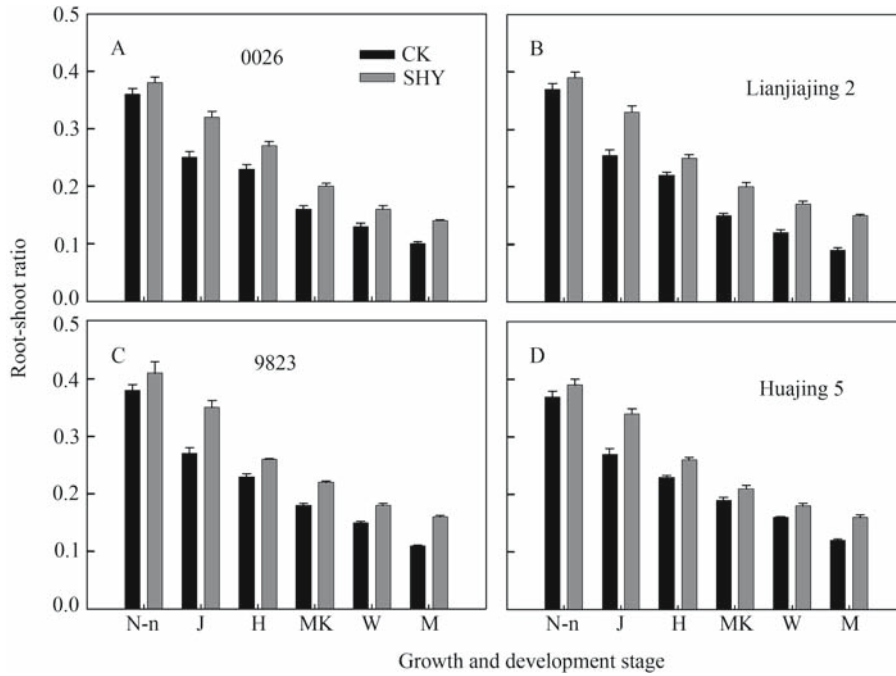 0.5
A
0026
CK
SHY
0.4
0.3
0.2
0.1
0.0
B
Lianjiajing 2
Root-shoot ratio
0.5
C
9823
0.4
0.3
0.2
0.1
0.0
D
Huajing 5
N-n J H MK W M
N-n J H MK W M
Growth and development stage